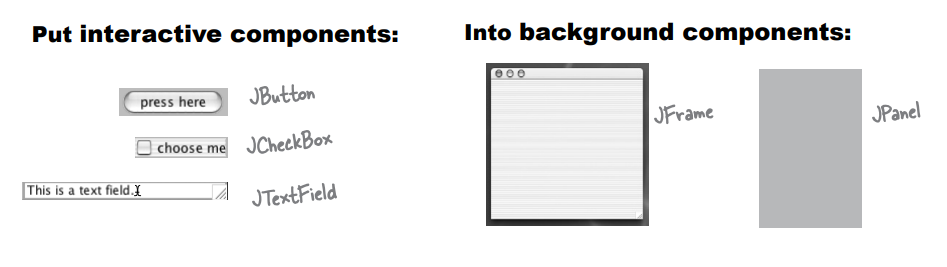 Put interactive components:
press here
JButton
choose me
JCheckBox
This is a text field.
JTextField
Into background components:
JFrame
JPanel